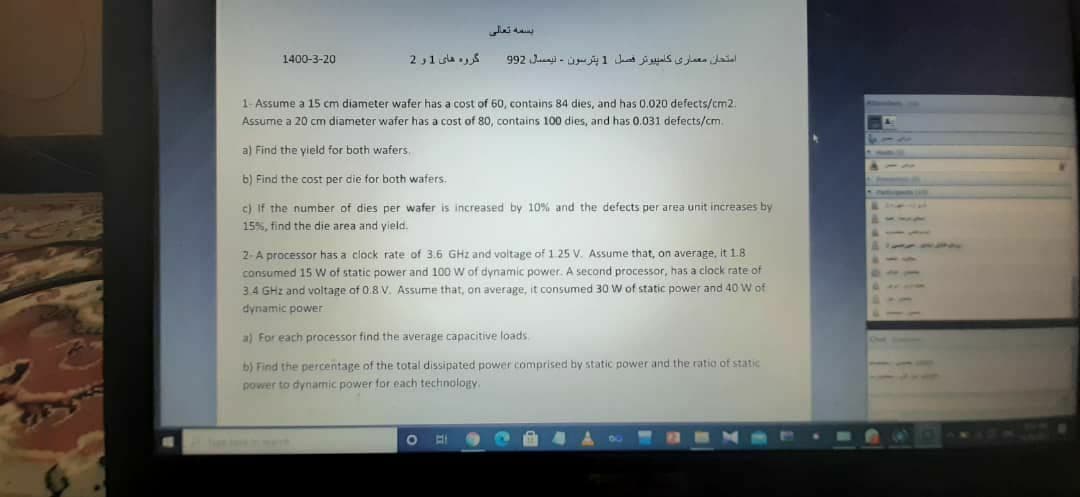 بسمه تعالی
امتحان معماری کامپیوتر فصل 1 پترسون - نیمسال 992 گروه های 1 و 2 1400-3-20
1- Assume a 15 cm diameter wafer has a cost of 60, contains 84 dies, and has 0.020 defects/cm2.
Assume a 20 cm diameter wafer has a cost of 80, contains 100 dies, and has 0.031 defects/cm.
a) Find the yield for both wafers.
b) Find the cost per die for both wafers.
c) If the number of dies per wafer is increased by 10% and the defects per area unit increases by
15%, find the die area and yield.
2- A processor has a clock rate of 3.6 GHz and voltage of 1.25 V. Assume that, on average, it 1.8
consumed 15 W of static power and 100 W of dynamic power. A second processor, has a clock rate of
3.4 GHz and voltage of 0.8 V. Assume that, on average, it consumed 30 W of static power and 40 W of
dynamic power
a) For each processor find the average capacitive loads.
b) Find the percentage of the total dissipated power comprised by static power and the ratio of static
power to dynamic power for each technology.
Type here to search